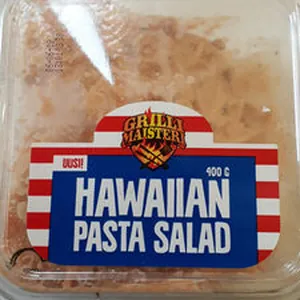 GRILLI
MAISTERI
UUSI!
400 G
HAWAIIAN
PASTA SALAD